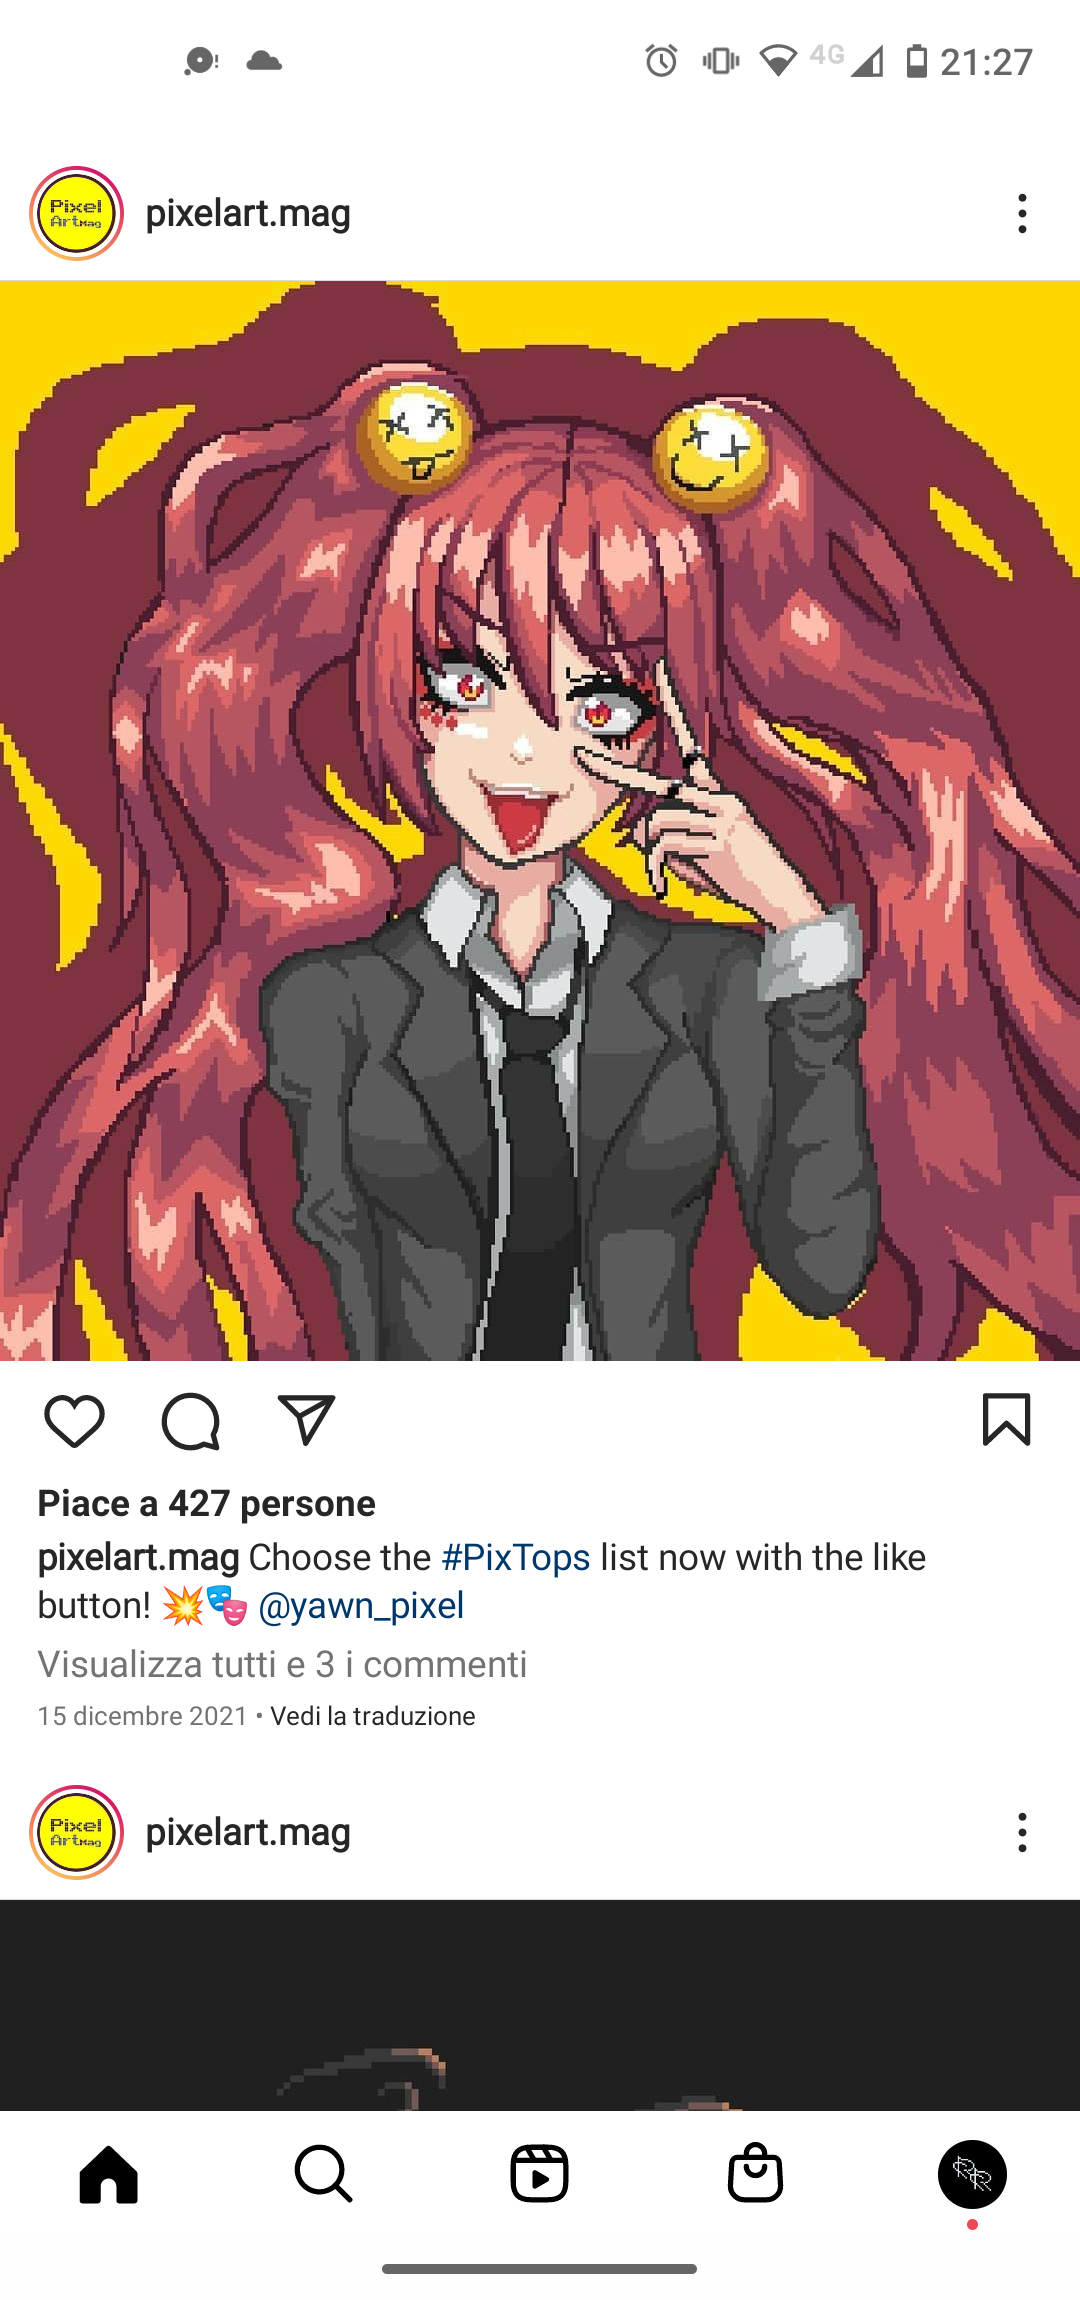 4G 21:27
Pixel
Art Mag
pixelart.mag
Piace a 427 persone
pixelart.mag Choose the #PixTops list now with the like
button! 💥🎭 @yawn_pixel
Visualizza tutti e 3 i commenti
15 dicembre 2021 • Vedi la traduzione
Pixel
Art Mag
pixelart.mag